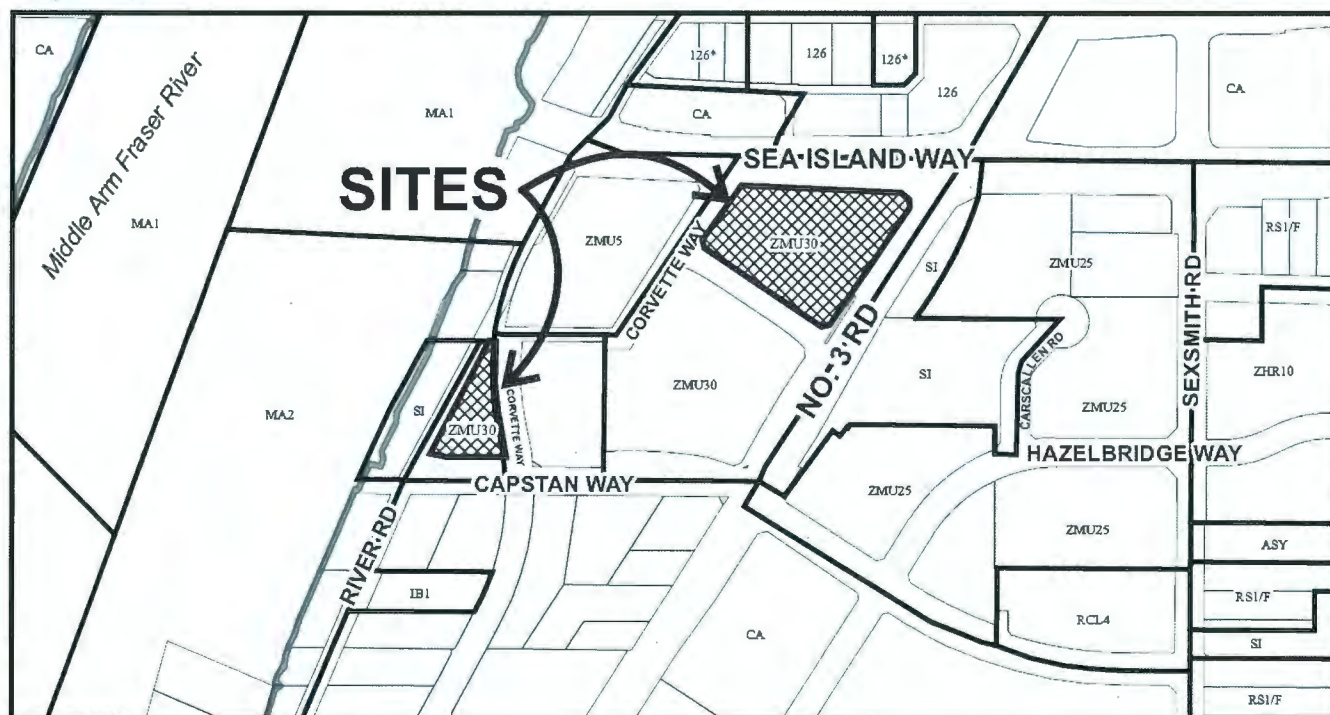 CA
126*
126
126*
126
CA
MA1
CA
SEA ISLAND WAY
SITES
MA1
Middle Arm Fraser River
ZMU5
CORVETTE WAY
ZMU30
SI
ZMU25
SEXSMITH RD
RS1/F
NO. 3 RD
CARSCALLEN RD
MA2
SI
ZMU30
CORVETTE WAY
ZMU30
SI
ZMU25
ZHR10
HAZELBRIDGE WAY
CAPSTAN WAY
ZMU25
ZMU25
ASY
RIVER RD
IB1
RS1/F
RCL4
CA
SI
RS1/F